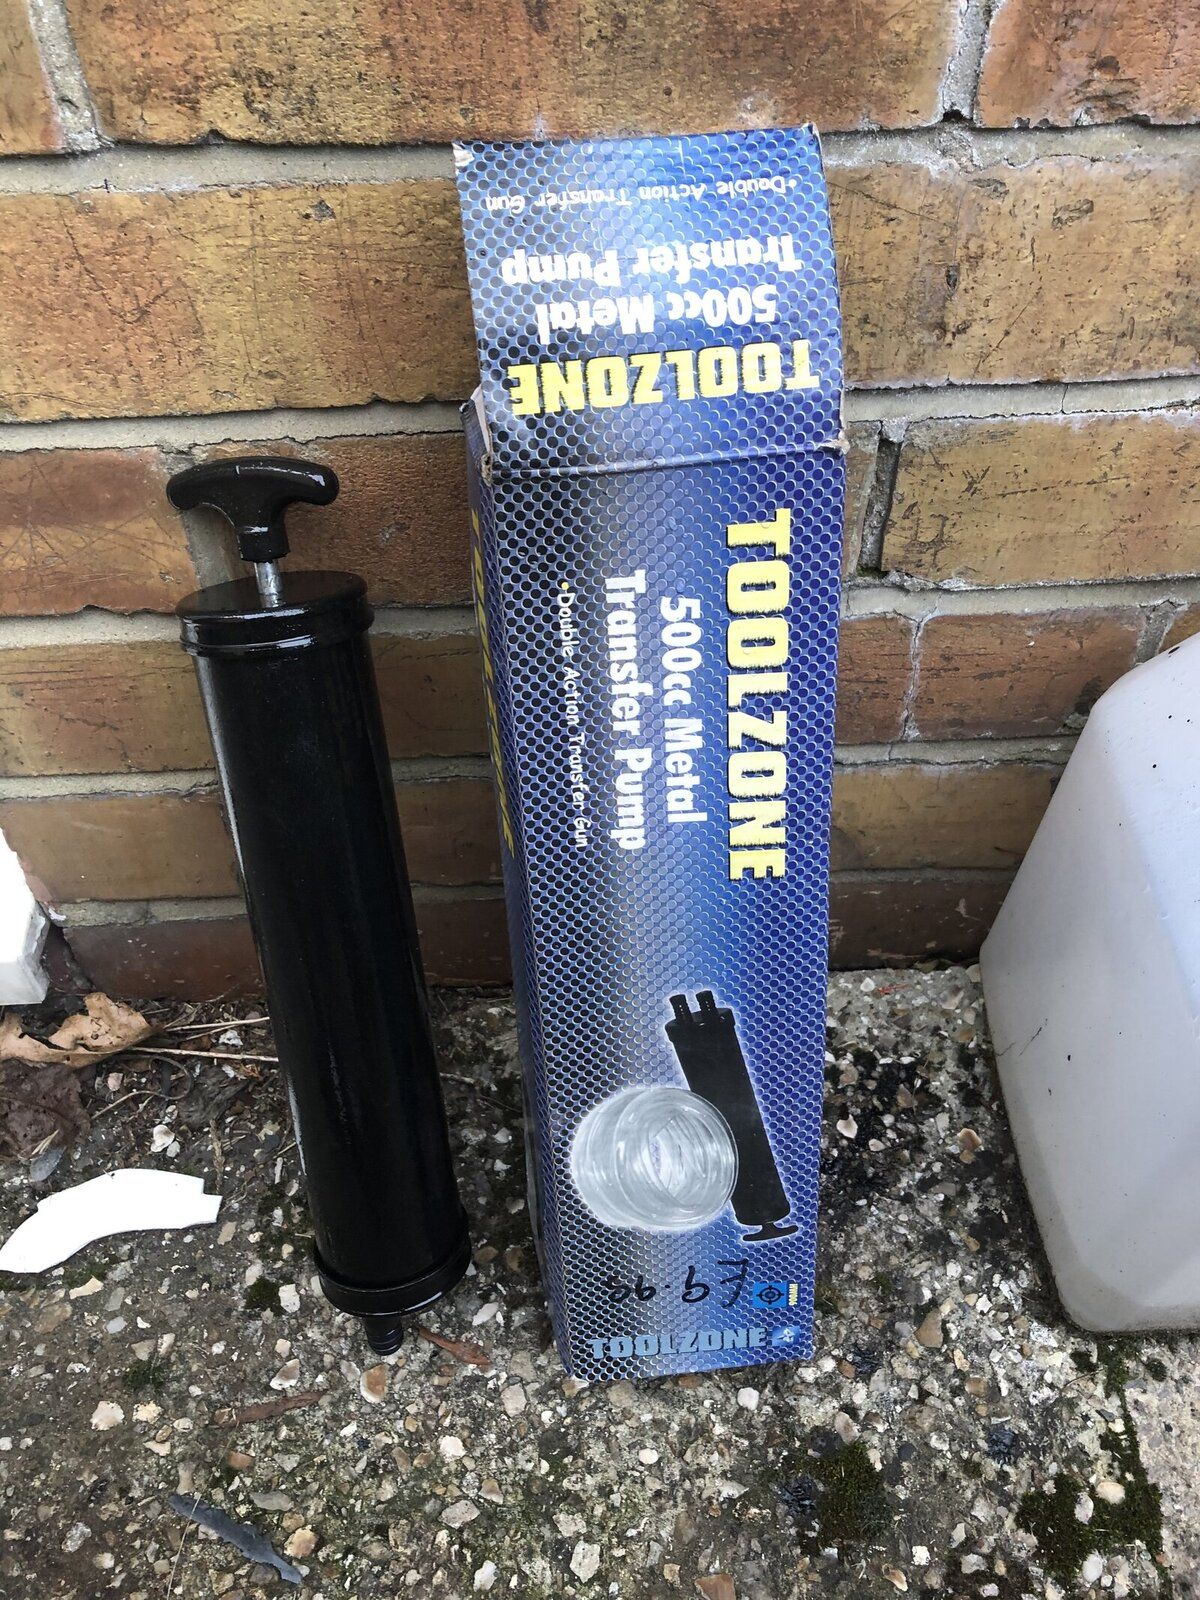 •Double Action Transfer Gun
Transfer Pump
500cc Metal
TOOLZONE
TOOLZONE
500cc Metal
Transfer Pump
•Double Action Transfer Gun
£9.99
TOOLZONE